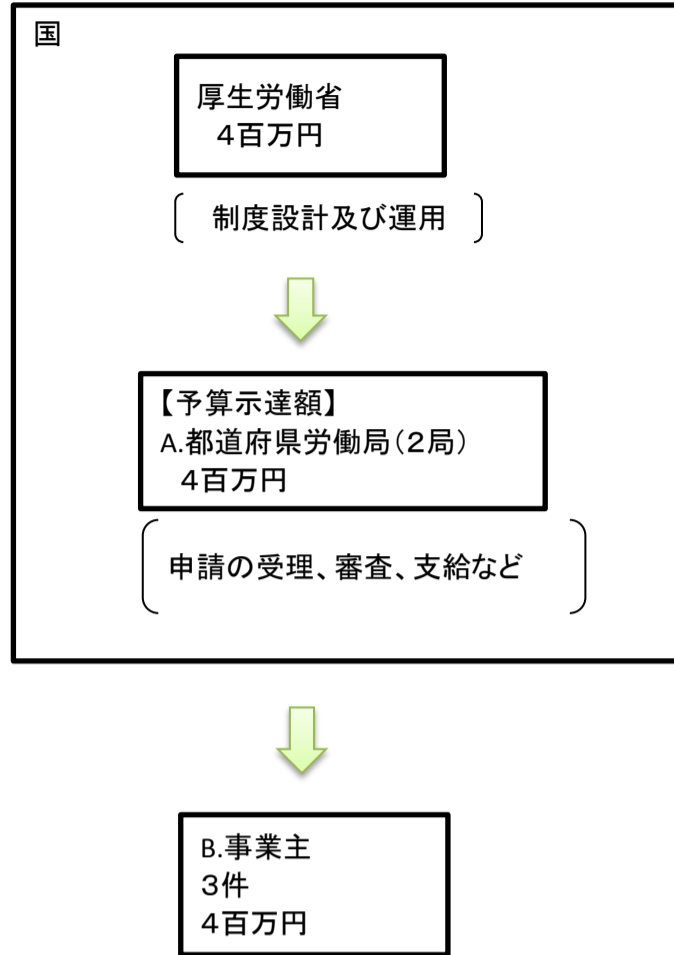 国
厚生労働省
４百万円
制度設計及び運用
【予算示達額】
A.都道府県労働局（２局）
４百万円
申請の受理、審査、支給など
B.事業主
３件
４百万円